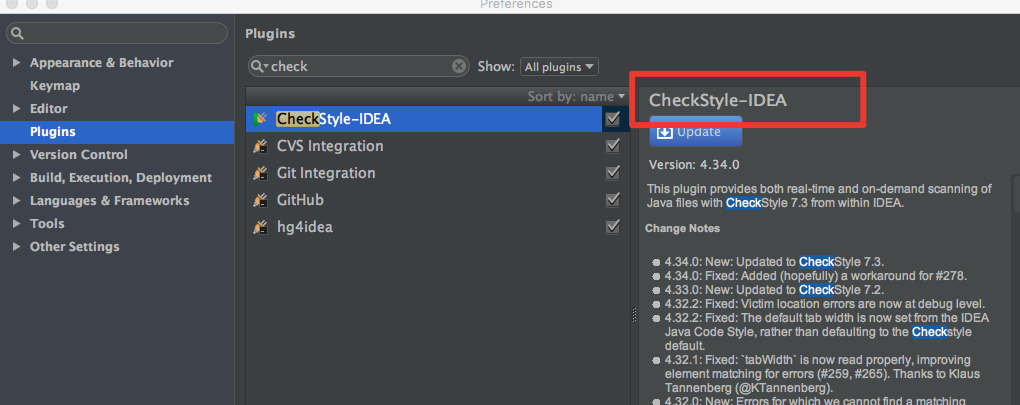 Preferences
Appearance & Behavior
Keymap
Editor
Plugins
Version Control
Build, Execution, Deployment
Languages & Frameworks
Tools
Other Settings
Plugins
check
Show: All plugins
Sort by: name
CheckStyle-IDEA
CVS Integration
Git Integration
GitHub
hg4idea
CheckStyle-IDEA
Update
Version: 4.34.0
This plugin provides both real-time and on-demand scanning of
Java files with CheckStyle 7.3 from within IDEA.
Change Notes
4.34.0: New: Updated to CheckStyle 7.3.
4.34.0: Fixed: Added (hopefully) a workaround for #278.
4.33.0: New: Updated to CheckStyle 7.2.
4.32.2: Fixed: Victim location errors are now at debug level.
4.32.2: Fixed: The default tab width is now set from the IDEA
Java Code Style, rather than defaulting to the Checkstyle
default.
4.32.1: Fixed: `tabWidth` is now read properly, improving
element matching for errors (#259, #265). Thanks to Klaus
Tannenberg (@KTannenberg).
4.32.0: New: Errors for which we cannot find a matching